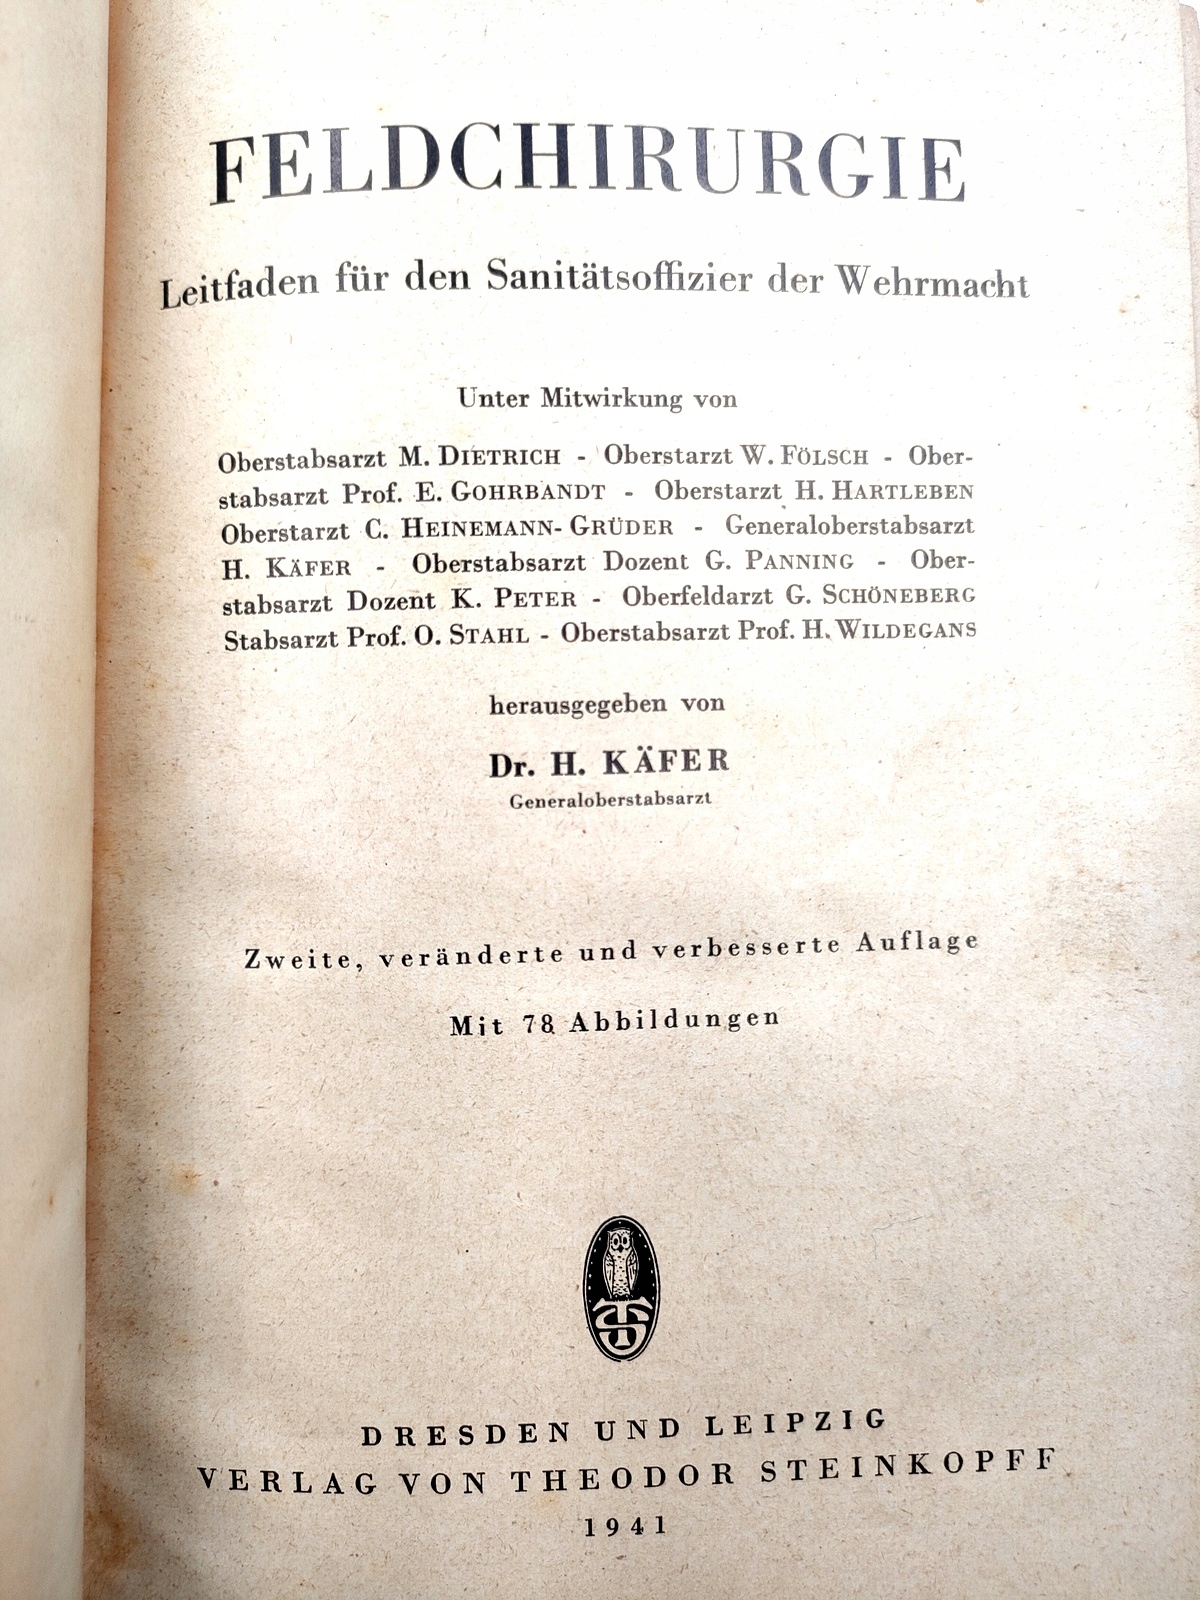 FELDCHIRURGIE
Leitfaden für den Sanitätsoffizier der Wehrmacht
Unter Mitwirkung von
Oberstabsarzt M. DIETRICH - Oberstarzt W. FÖLSCH - Ober-
stabsarzt Prof. E. GOHRBANDT - Oberstarzt H. HARTLEBEN
Oberstarzt C. HEINEMANN-GRÜDER - Generaloberstabsarzt
H. KÄFER - Oberstabsarzt Dozent G. PANNING - Ober-
stabsarzt Dozent K. PETER - Oberfeldarzt G. SCHÖNEBERG
Stabsarzt Prof. O. STAHL - Oberstabsarzt Prof. H. WILDEGANS
herausgegeben von
Dr. H. KÄFER
Generaloberstabsarzt
Zweite, veränderte und verbesserte Auflage
Mit 78 Abbildungen
TS
DRESDEN UND LEIPZIG
VERLAG VON THEODOR STEINKOPFF
1941